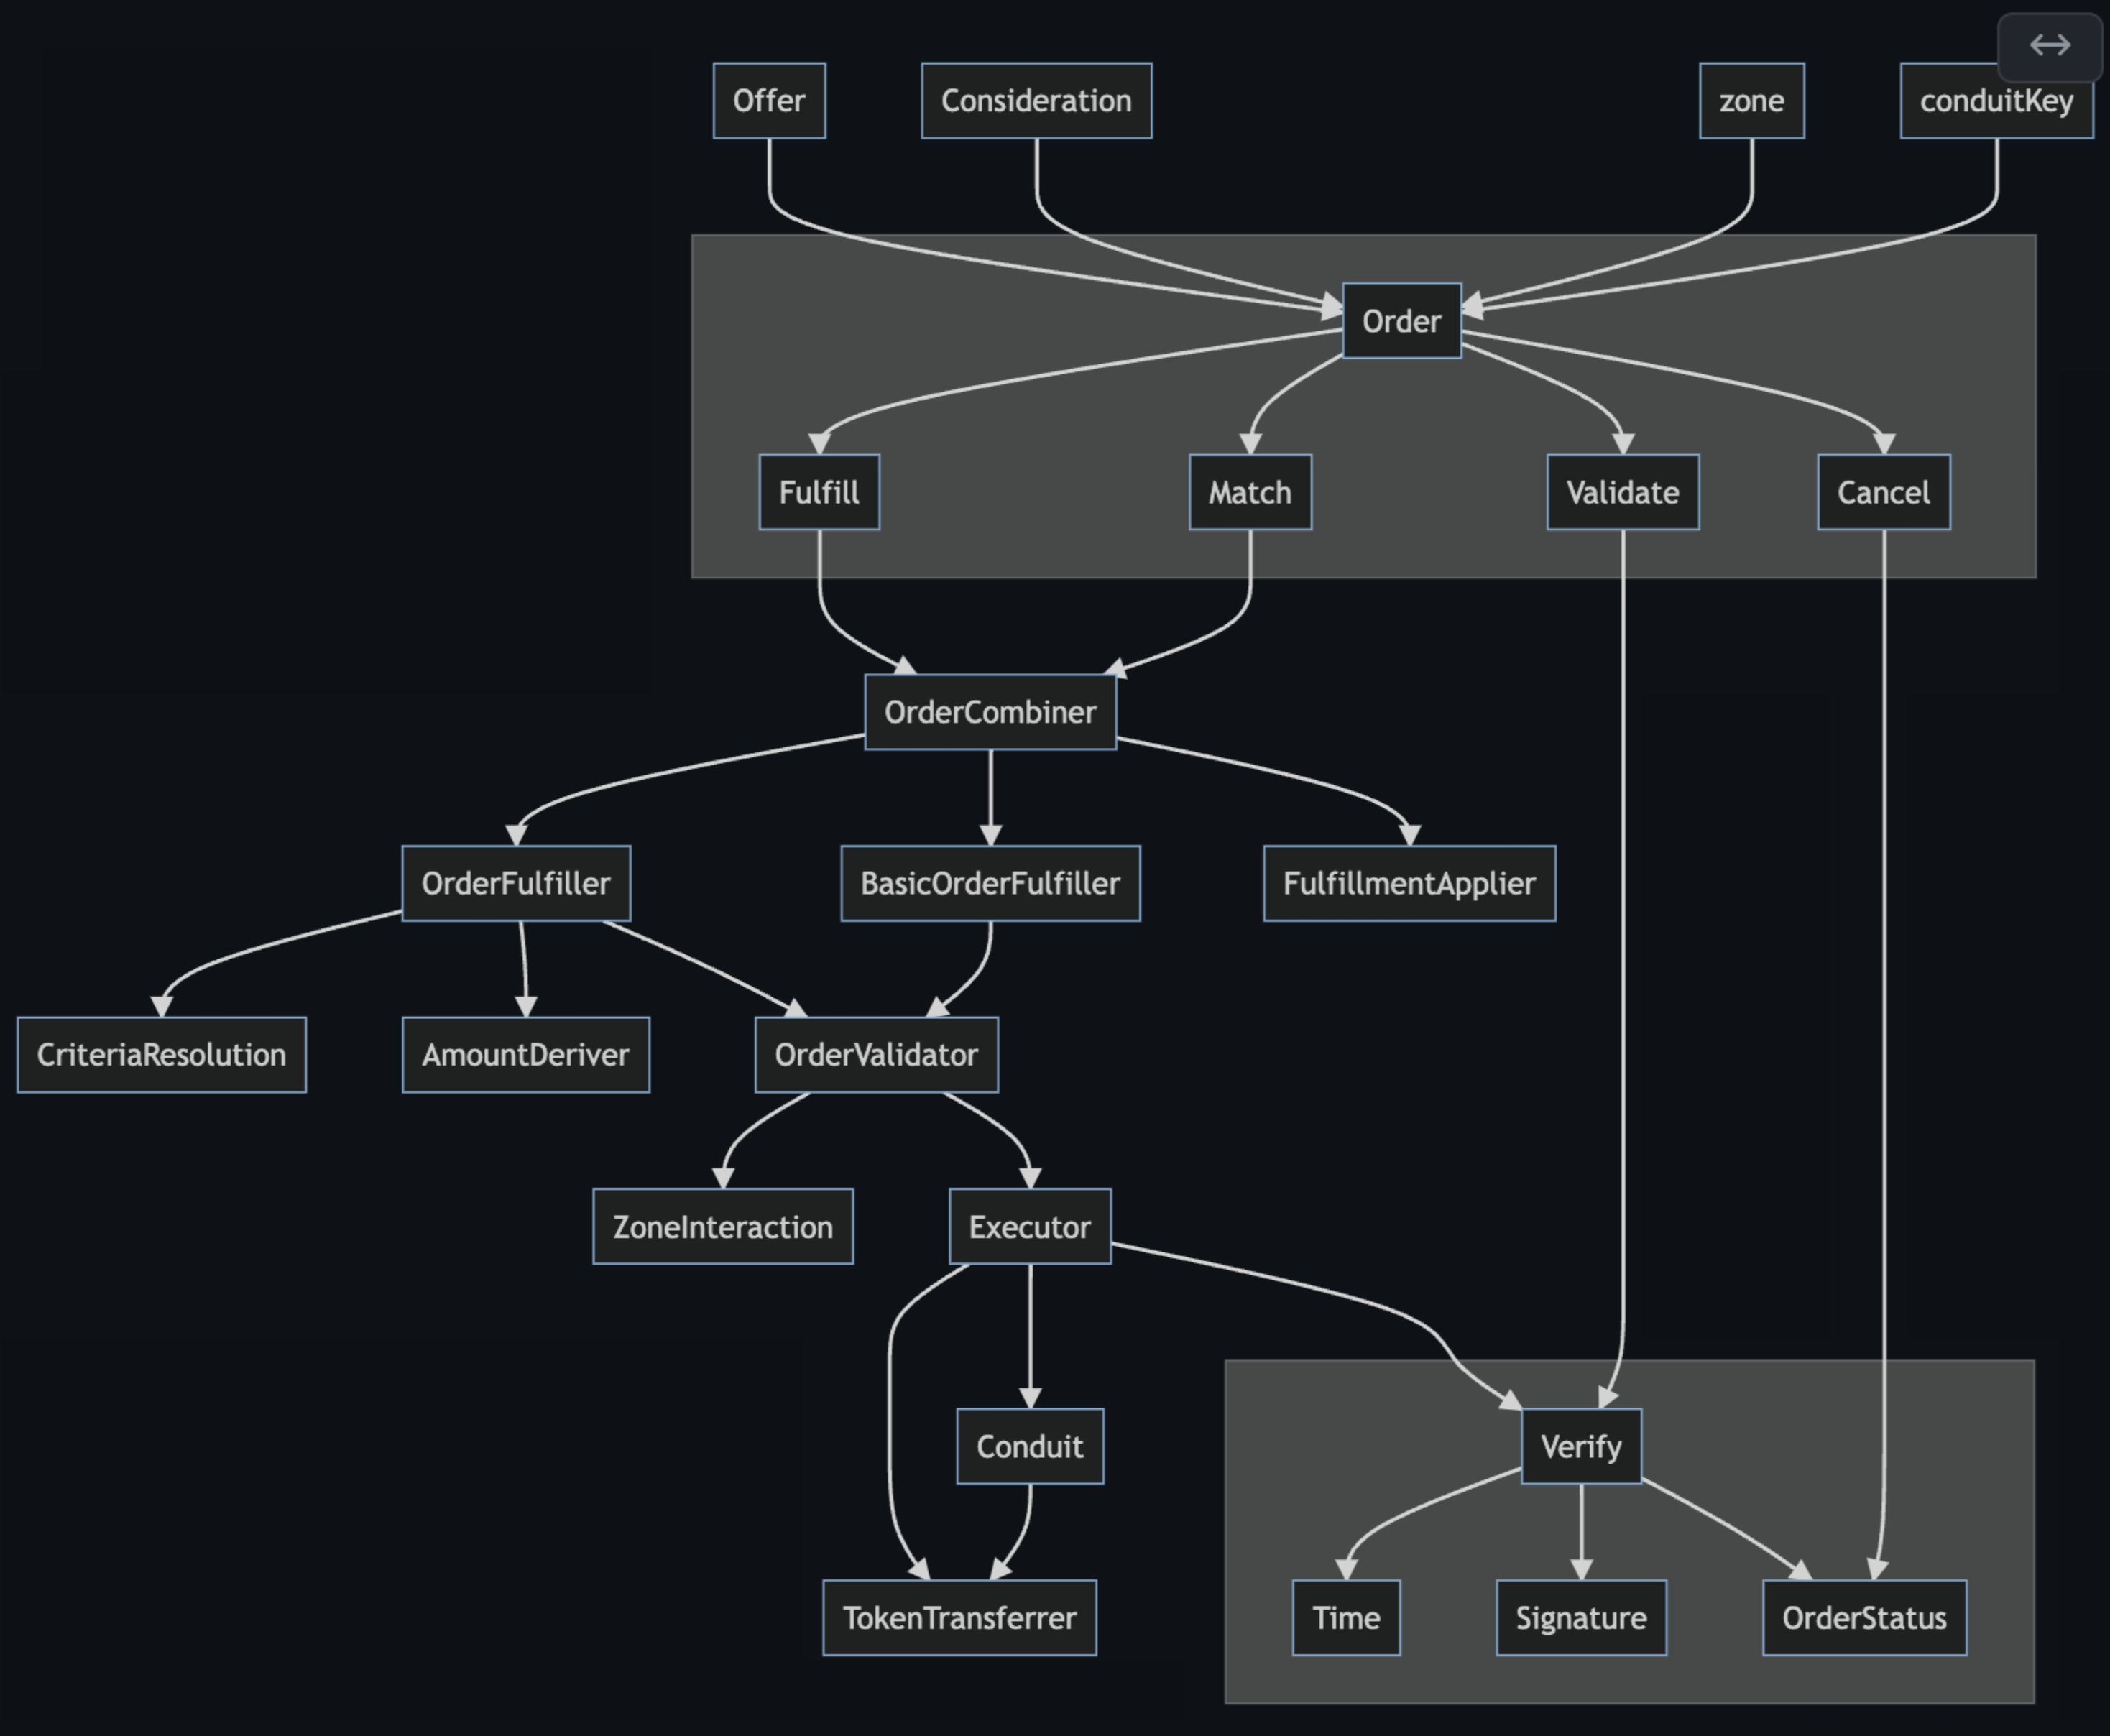 Offer
Consideration
zone
conduitKey
Order
Fulfill
Match
Validate
Cancel
OrderCombiner
OrderFulfiller
BasicOrderFulfiller
FulfillmentApplier
CriteriaResolution
AmountDeriver
OrderValidator
ZoneInteraction
Executor
Conduit
Verify
TokenTransferrer
Time
Signature
OrderStatus